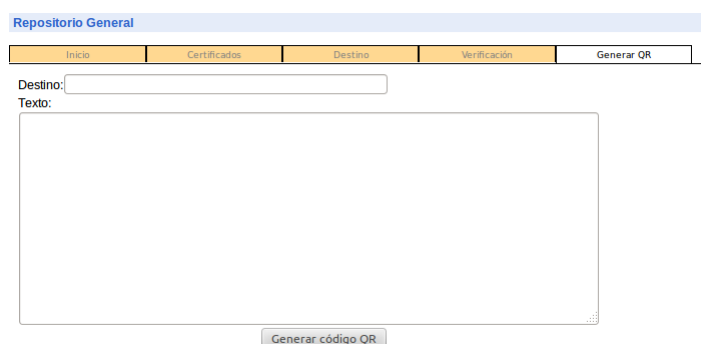 Repositorio General
Inicio Certificados Destino Verificación Generar QR
Destino:
Texto:
Generar código QR